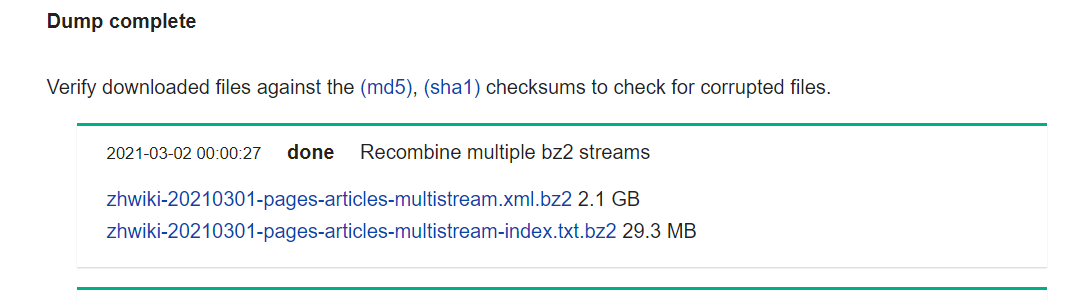 Dump complete
Verify downloaded files against the (md5), (sha1) checksums to check for corrupted files.
2021-03-02 00:00:27 done Recombine multiple bz2 streams
zhwiki-20210301-pages-articles-multistream.xml.bz2 2.1 GB
zhwiki-20210301-pages-articles-multistream-index.txt.bz2 29.3 MB